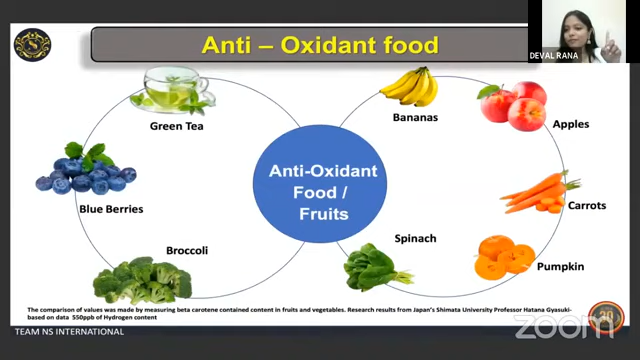 Anti – Oxidant food
DEVAL RANA
Green Tea
Bananas
Apples
Blue Berries
Anti-Oxidant
Food /
Fruits
Carrots
Broccoli
Spinach
Pumpkin
The comparison of values was made by measuring beta carotene contained content in fruits and vegetables. Research results from Japan's Shimata University Professor Hatana Gyasuki-
based on data 550ppb of Hydrogen content
20
zoom
TEAM NS INTERNATIONAL